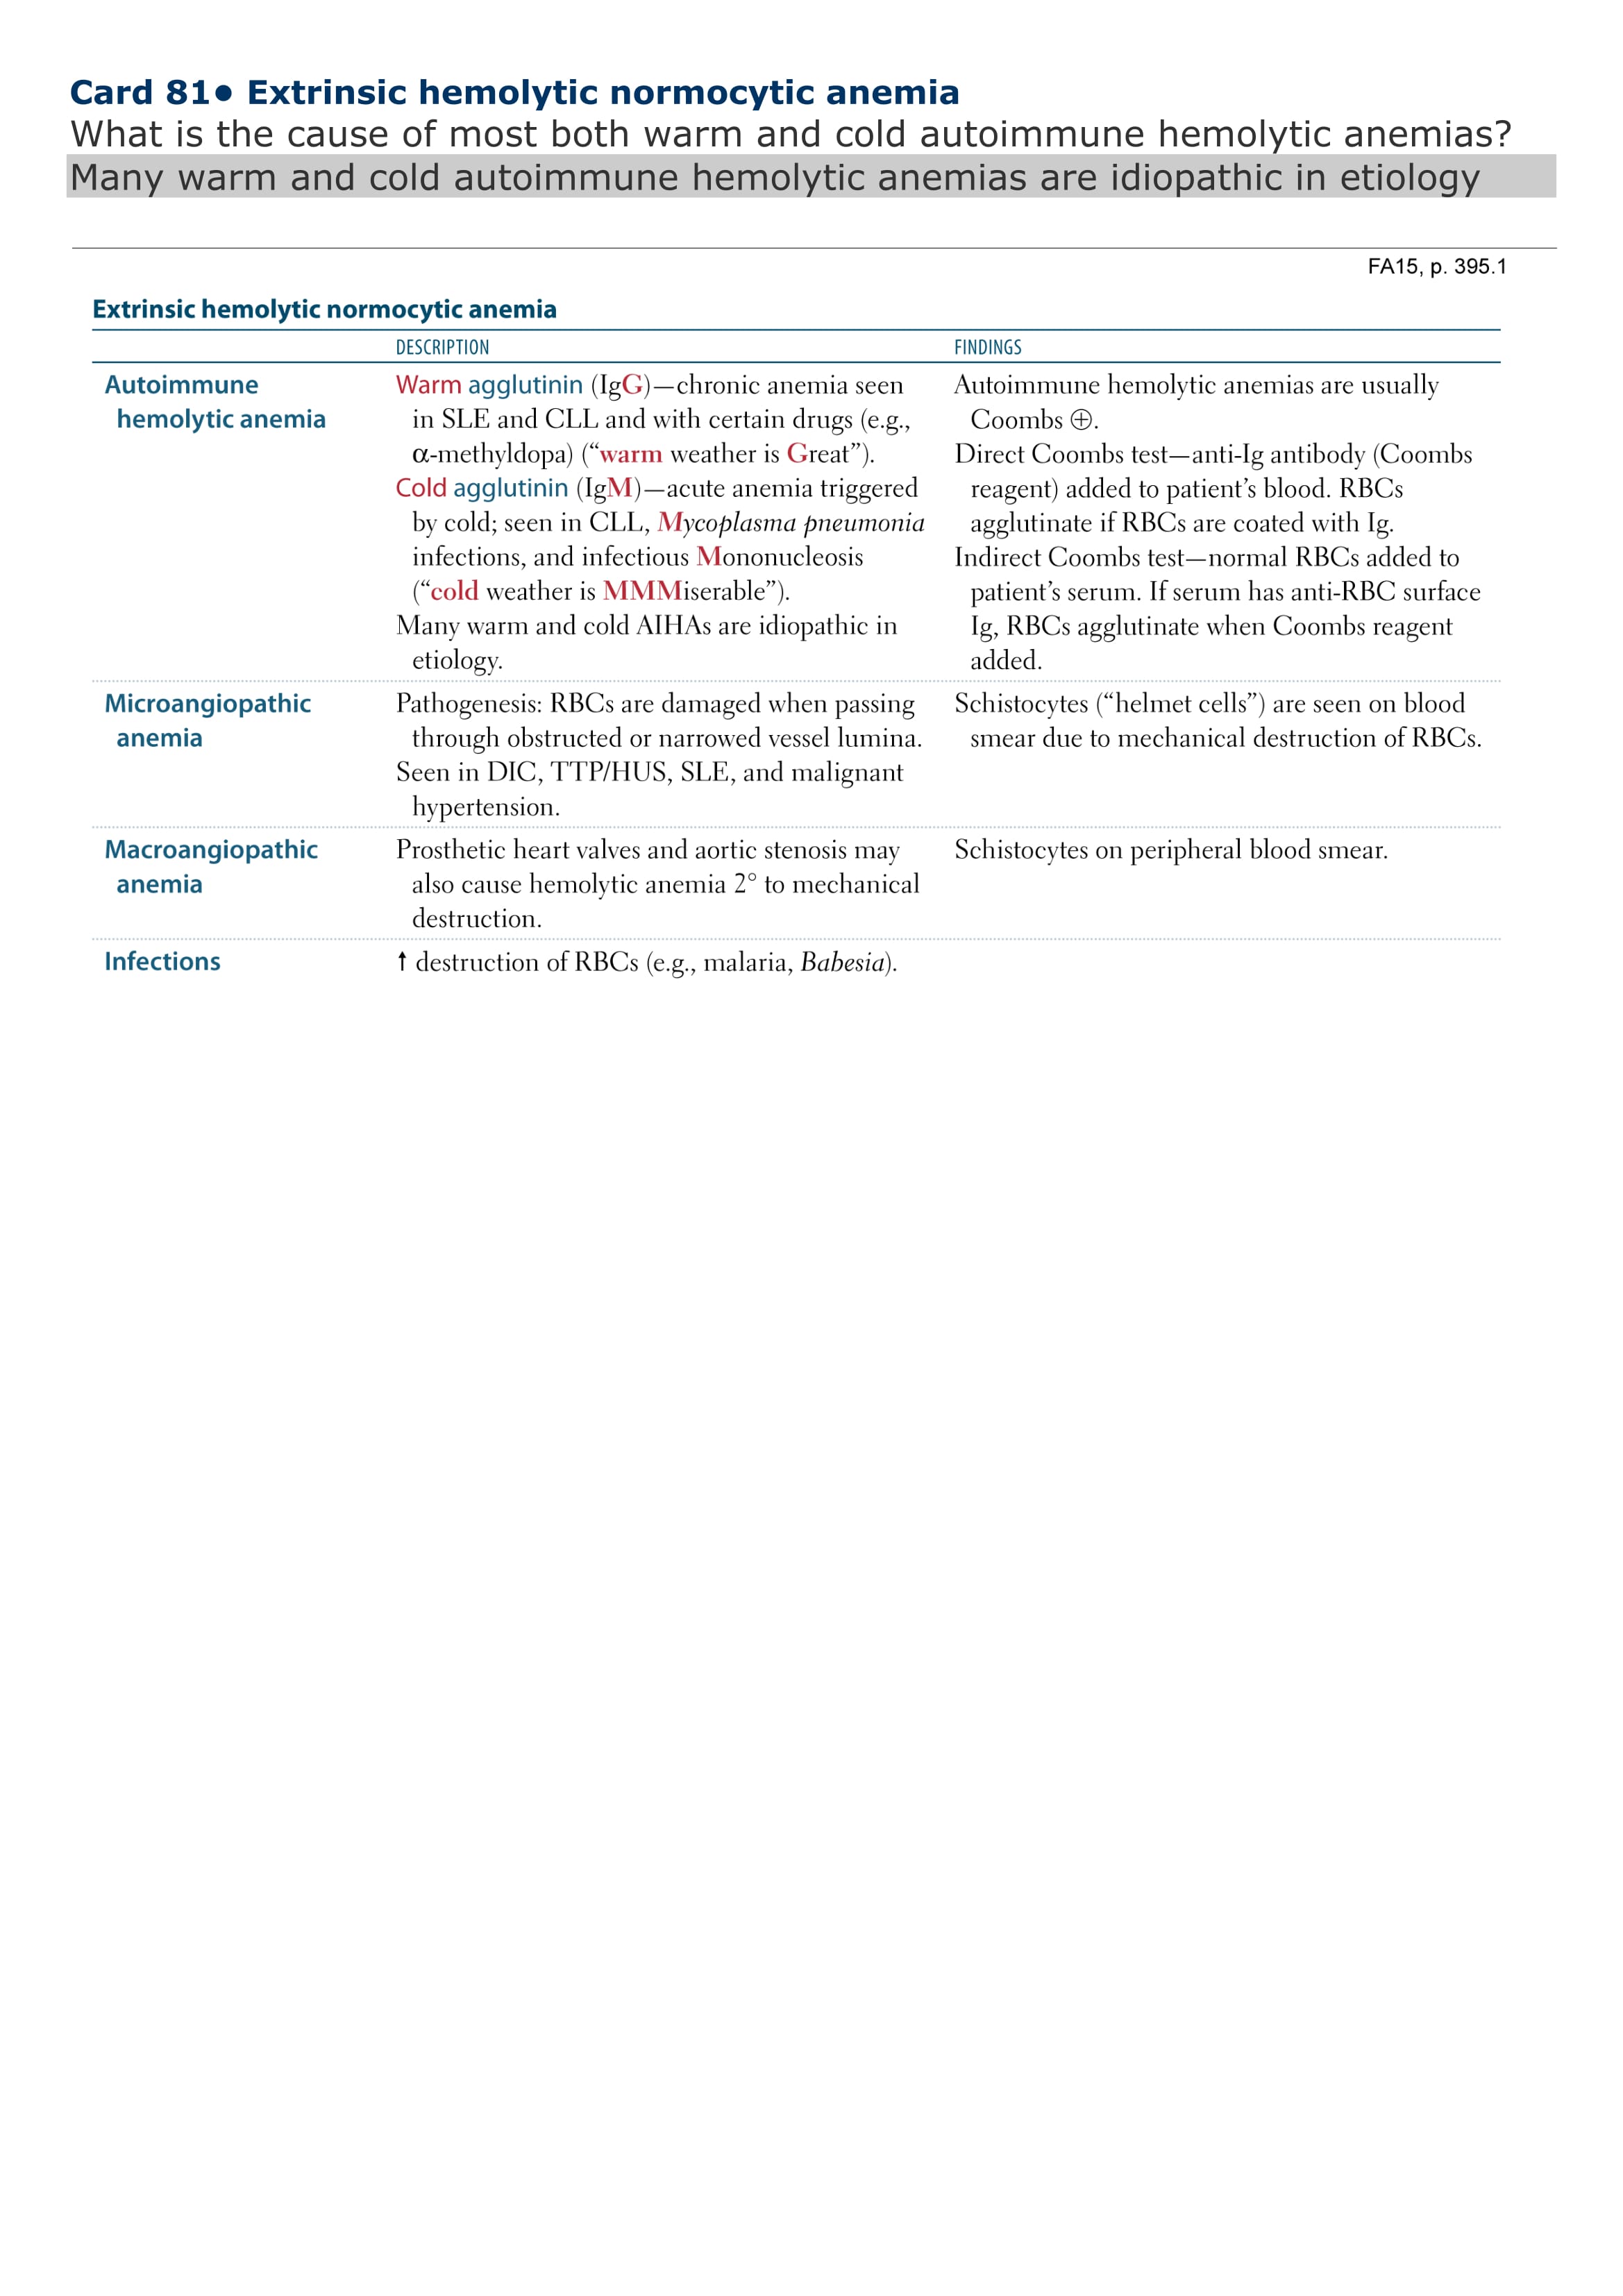 Card 81● Extrinsic hemolytic normocytic anemia
What is the cause of most both warm and cold autoimmune hemolytic anemias?
Many warm and cold autoimmune hemolytic anemias are idiopathic in etiology
FA15, p. 395.1
Extrinsic hemolytic normocytic anemia
DESCRIPTION FINDINGS
Autoimmune
hemolytic anemia
Warm agglutinin (IgG)—chronic anemia seen
in SLE and CLL and with certain drugs (e.g.,
α-methyldopa) (“warm weather is Great”).
Cold agglutinin (IgM)—acute anemia triggered
by cold; seen in CLL, Mycoplasma pneumonia
infections, and infectious Mononucleosis
(“cold weather is MMMiserable”).
Many warm and cold AIHAs are idiopathic in
etiology.
Autoimmune hemolytic anemias are usually
Coombs ⊕.
Direct Coombs test—anti-Ig antibody (Coombs
reagent) added to patient’s blood. RBCs
agglutinate if RBCs are coated with Ig.
Indirect Coombs test—normal RBCs added to
patient’s serum. If serum has anti-RBC surface
Ig, RBCs agglutinate when Coombs reagent
added.
Microangiopathic
anemia
Pathogenesis: RBCs are damaged when passing
through obstructed or narrowed vessel lumina.
Seen in DIC, TTP/HUS, SLE, and malignant
hypertension.
Schistocytes (“helmet cells”) are seen on blood
smear due to mechanical destruction of RBCs.
Macroangiopathic
anemia
Prosthetic heart valves and aortic stenosis may
also cause hemolytic anemia 2° to mechanical
destruction.
Schistocytes on peripheral blood smear.
Infections
↑ destruction of RBCs (e.g., malaria, Babesia).